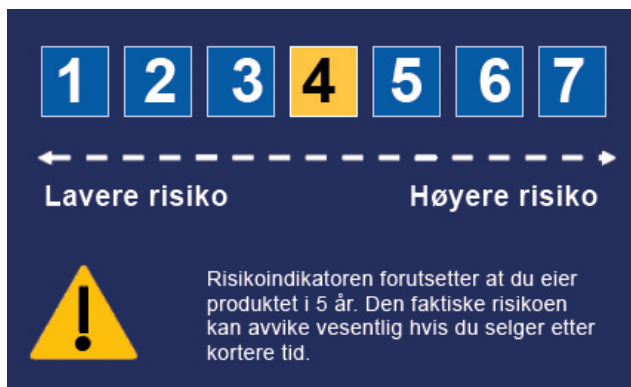 1 2 3 4 5 6 7
Lavere risiko Høyere risiko
Risikoindikatoren forutsetter at du eier
produktet i 5 år. Den faktiske risikoen
kan avvike vesentlig hvis du selger etter
kortere tid.